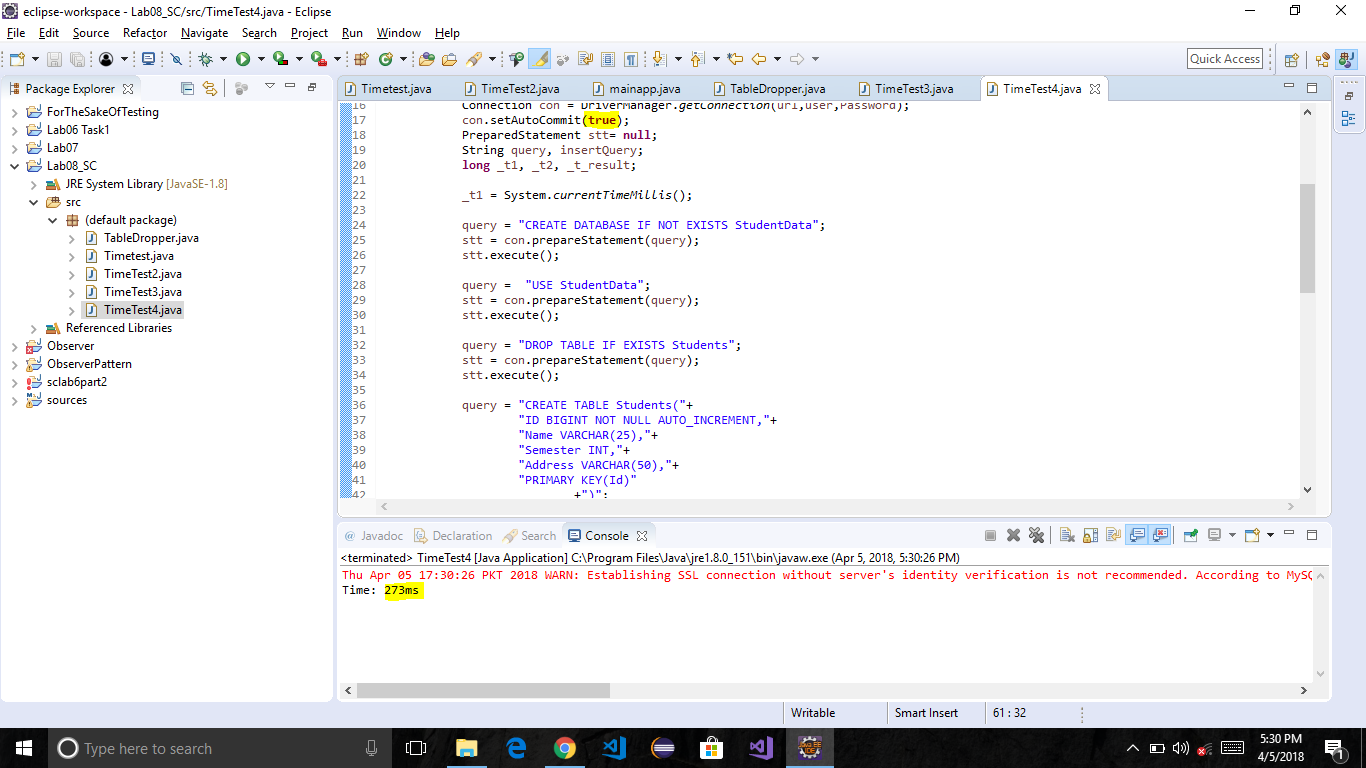 eclipse-workspace - Lab08_SC/src/TimeTest4.java - Eclipse
File Edit Source Refactor Navigate Search Project Run Window Help
Quick Access
Package Explorer
ForTheSakeOfTesting
Lab06 Task1
Lab07
Lab08_SC
JRE System Library [JavaSE-1.8]
src
(default package)
TableDropper.java
Timetest.java
TimeTest2.java
TimeTest3.java
TimeTest4.java
Referenced Libraries
Observer
ObserverPattern
sclab6part2
sources
Timetest.java TimeTest2.java mainapp.java TableDropper.java TimeTest3.java TimeTest4.java
16 Connection con = DriverManager.getConnection(url,user,Password);
17 con.setAutoCommit(true);
18 PreparedStatement stt= null;
19 String query, insertQuery;
20 long _t1, _t2, _t_result;
21
22 _t1 = System.currentTimeMillis();
23
24 query = "CREATE DATABASE IF NOT EXISTS StudentData";
25 stt = con.prepareStatement(query);
26 stt.execute();
27
28 query =  "USE StudentData";
29 stt = con.prepareStatement(query);
30 stt.execute();
31
32 query = "DROP TABLE IF EXISTS Students";
33 stt = con.prepareStatement(query);
34 stt.execute();
35
36 query = "CREATE TABLE Students("+
37 "ID BIGINT NOT NULL AUTO_INCREMENT,"+
38 "Name VARCHAR(25),"+
39 "Semester INT,"+
40 "Address VARCHAR(50),"+
41 "PRIMARY KEY(Id)"
42 +")";
@ Javadoc Declaration Search Console
<terminated> TimeTest4 [Java Application] C:\Program Files\Java\jre1.8.0_151\bin\javaw.exe (Apr 5, 2018, 5:30:26 PM)
Thu Apr 05 17:30:26 PKT 2018 WARN: Establishing SSL connection without server's identity verification is not recommended. According to MySQ
Time: 273ms
Writable Smart Insert 61 : 32
Type here to search
5:30 PM
4/5/2018
1